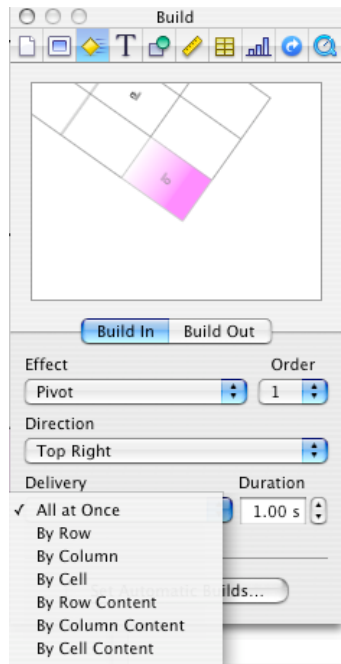 Build
T
a
b
Build In Build Out
Effect Order
Pivot 1
Direction
Top Right
Delivery Duration
✓ All at Once 1.00 s
By Row
By Column
By Cell
By Row Content
By Column Content
By Cell Content